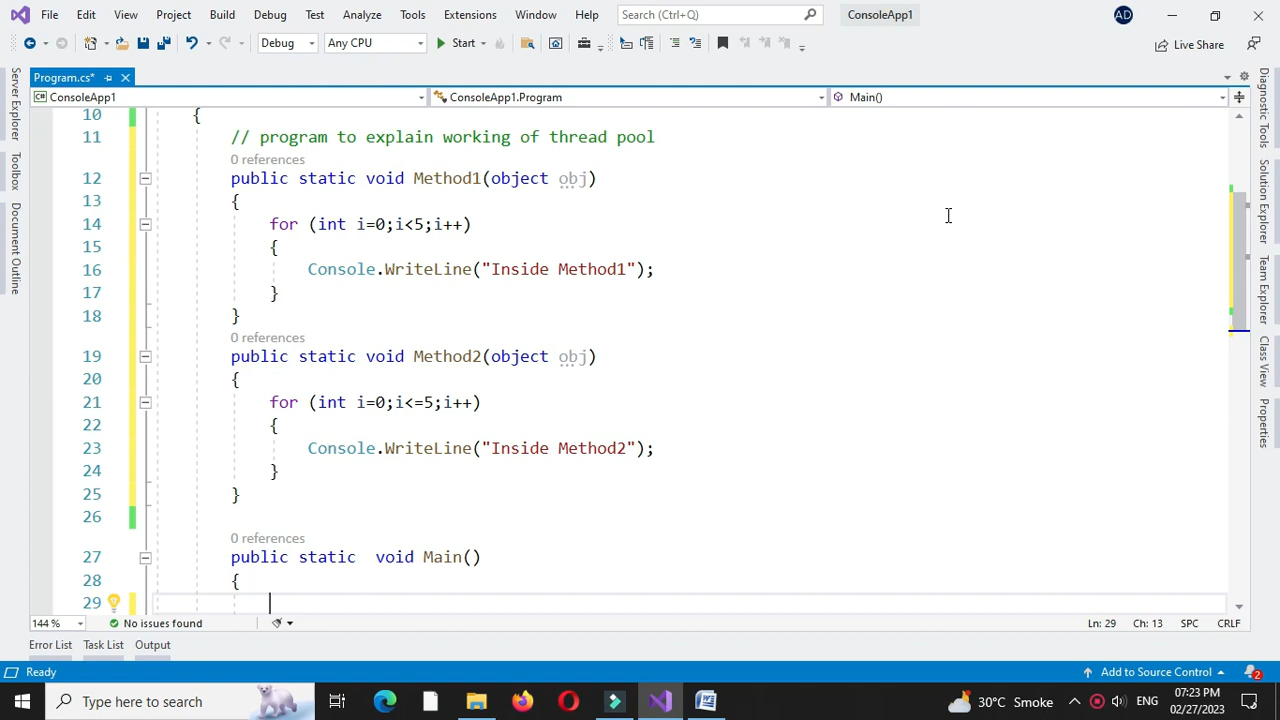 File Edit View Project Build Debug Test Analyze Tools Extensions Window Help Search (Ctrl+Q) ConsoleApp1 AD
Debug Any CPU Start Live Share
Program.cs*
ConsoleApp1 ConsoleApp1.Program Main()
10 {
11 // program to explain working of thread pool
0 references
12 public static void Method1(object obj)
13 {
14 for (int i=0;i<5;i++)
15 {
16 Console.WriteLine("Inside Method1");
17 }
18 }
0 references
19 public static void Method2(object obj)
20 {
21 for (int i=0;i<=5;i++)
22 {
23 Console.WriteLine("Inside Method2");
24 }
25 }
26
0 references
27 public static  void Main()
28 {
29
Server Explorer
Toolbox
Document Outline
Diagnostic Tools
Solution Explorer
Team Explorer
Class View
Properties
144 % No issues found Ln: 29 Ch: 13 SPC CRLF
Error List Task List Output
Ready Add to Source Control 2
Type here to search 30°C Smoke ENG 07:23 PM
02/27/2023